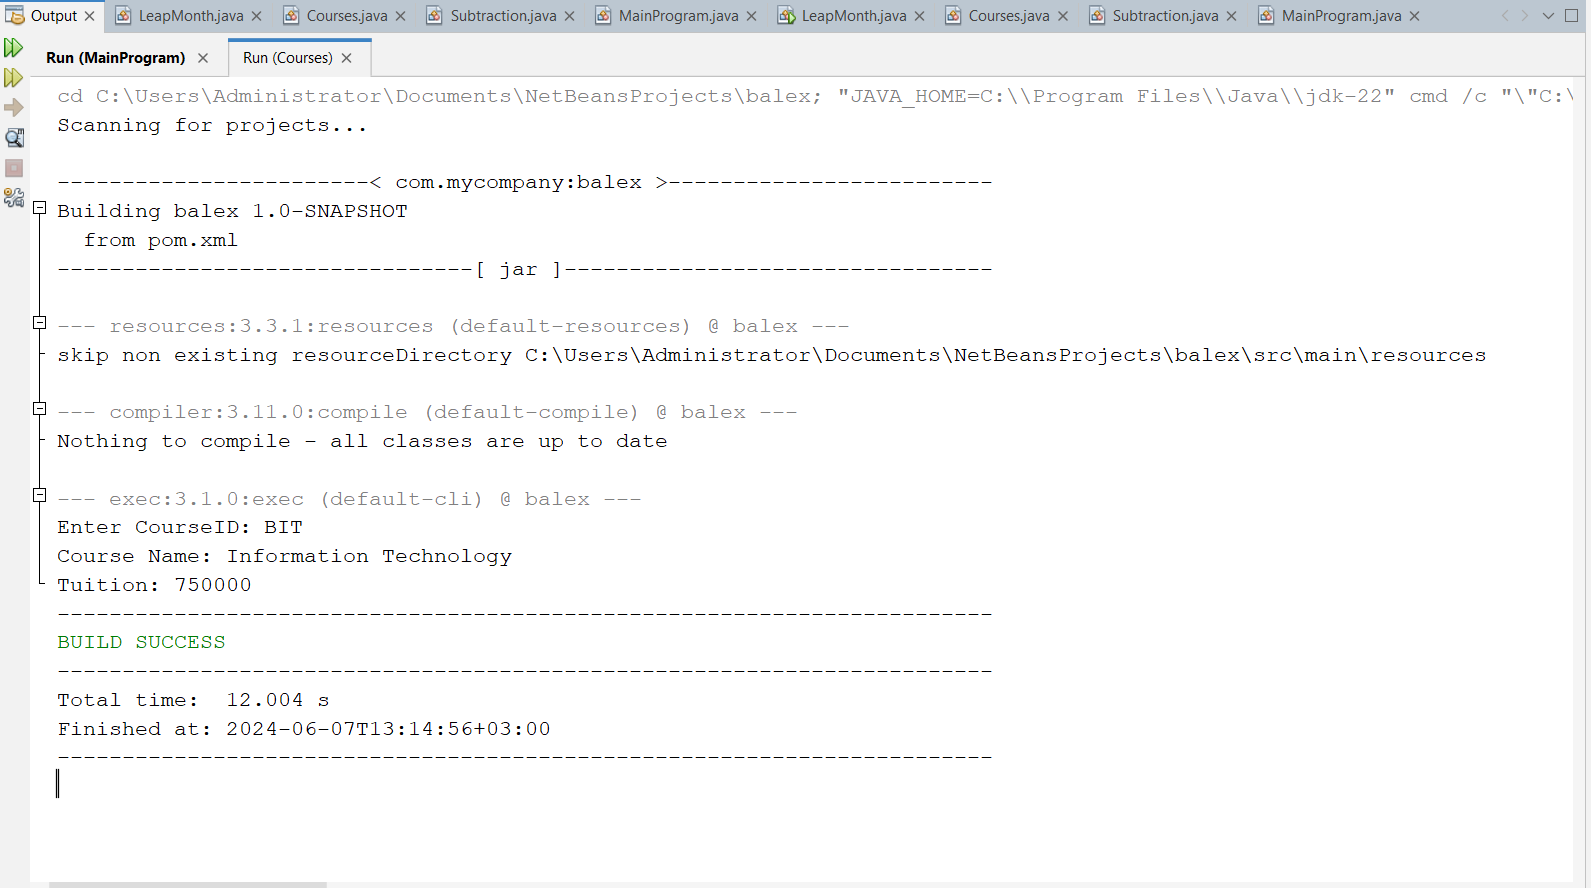 Output LeapMonth.java Courses.java Subtraction.java MainProgram.java LeapMonth.java Courses.java Subtraction.java MainProgram.java
Run (MainProgram) Run (Courses)
cd C:\Users\Administrator\Documents\NetBeansProjects\balex; "JAVA_HOME=C:\\Program Files\\Java\\jdk-22" cmd /c "\"C:\
Scanning for projects...
------------------------< com.mycompany:balex >-------------------------
Building balex 1.0-SNAPSHOT
from pom.xml
--------------------------------[ jar ]---------------------------------
--- resources:3.3.1:resources (default-resources) @ balex ---
skip non existing resourceDirectory C:\Users\Administrator\Documents\NetBeansProjects\balex\src\main\resources
--- compiler:3.11.0:compile (default-compile) @ balex ---
Nothing to compile - all classes are up to date
--- exec:3.1.0:exec (default-cli) @ balex ---
Enter CourseID: BIT
Course Name: Information Technology
Tuition: 750000
------------------------------------------------------------------------
BUILD SUCCESS
------------------------------------------------------------------------
Total time:  12.004 s
Finished at: 2024-06-07T13:14:56+03:00
------------------------------------------------------------------------